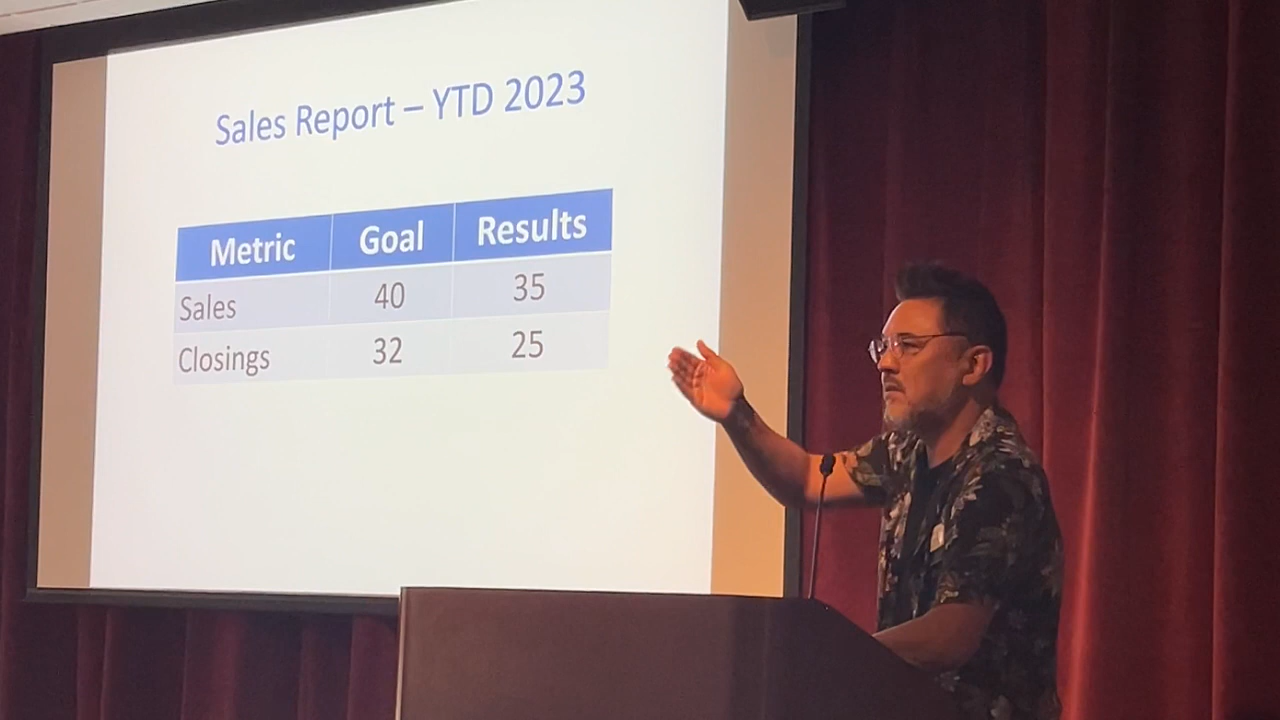 Sales Report – YTD 2023
Metric Goal Results
Sales 40 35
Closings 32 25